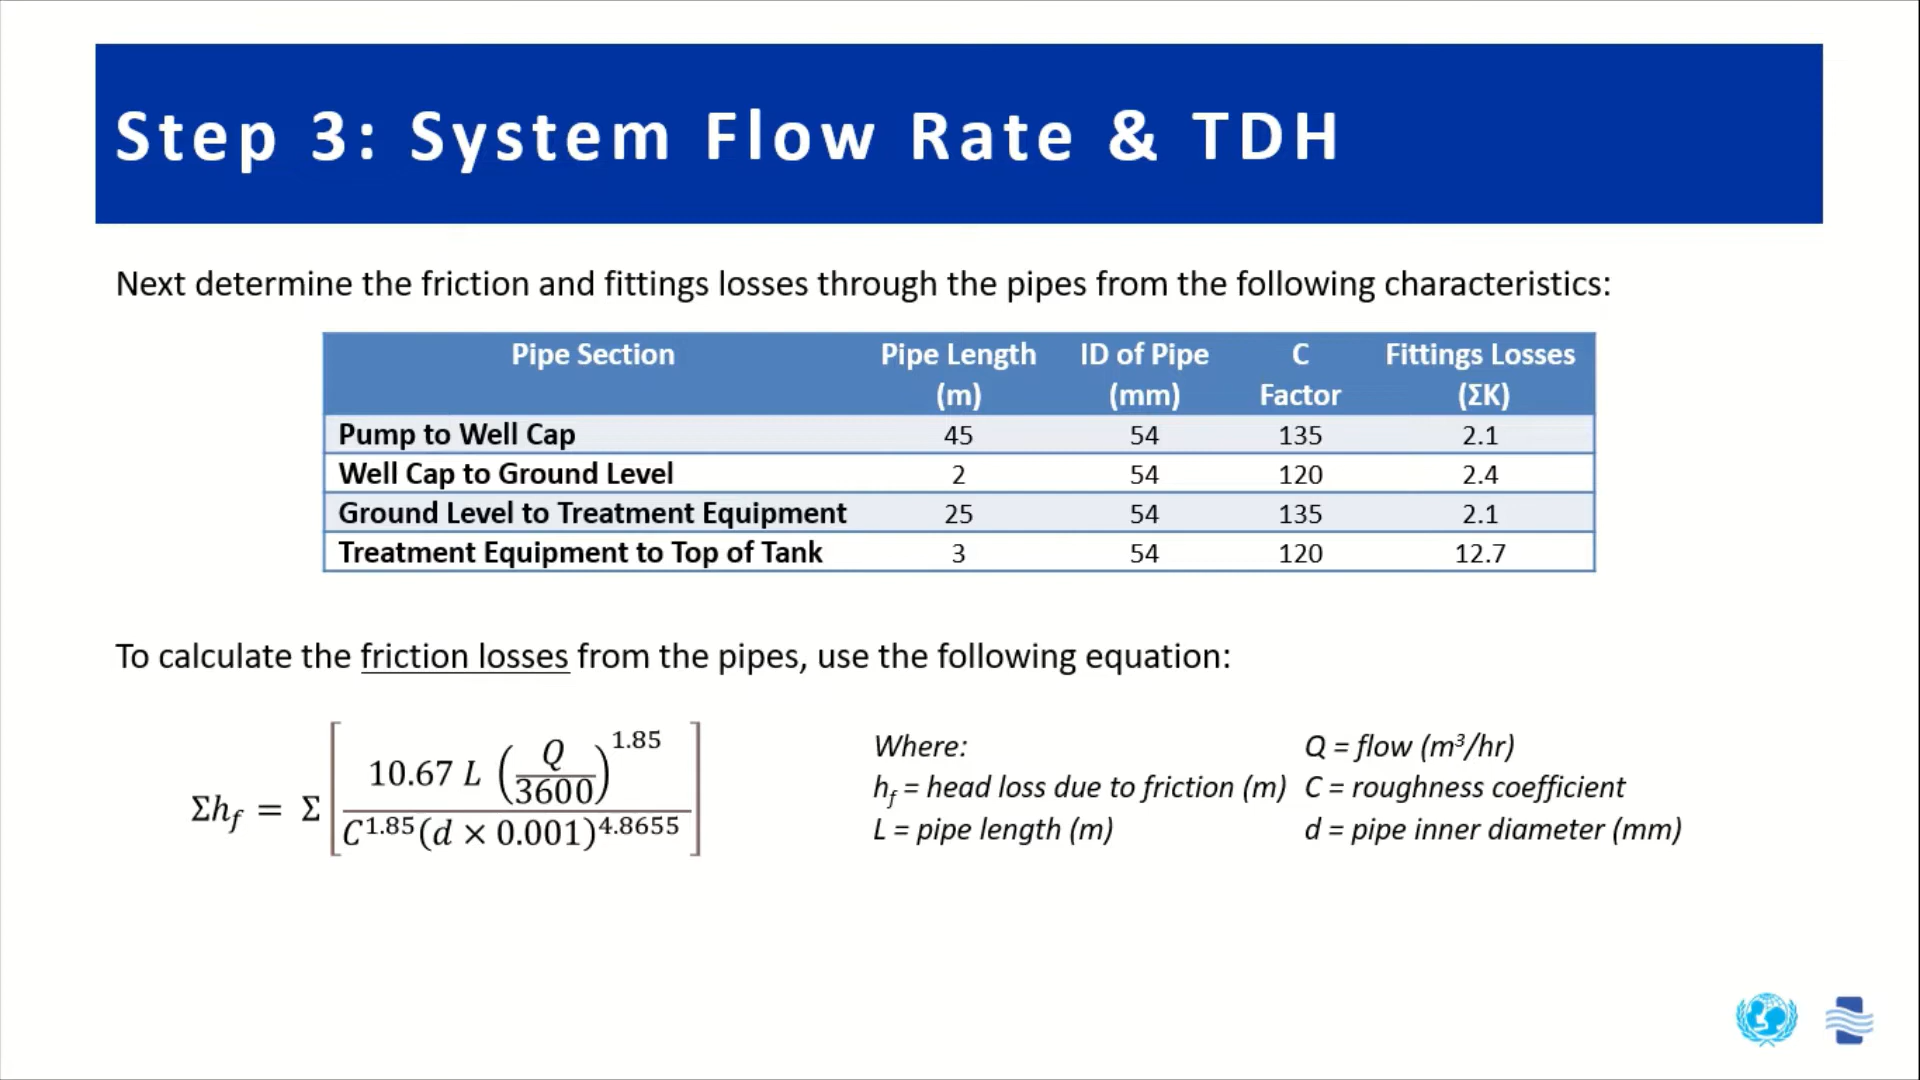 Step 3: System Flow Rate & TDH
Next determine the friction and fittings losses through the pipes from the following characteristics:
Pipe Section Pipe Length (m) ID of Pipe (mm) C Factor Fittings Losses (ΣK)
Pump to Well Cap 45 54 135 2.1
Well Cap to Ground Level 2 54 120 2.4
Ground Level to Treatment Equipment 25 54 135 2.1
Treatment Equipment to Top of Tank 3 54 120 12.7
To calculate the friction losses from the pipes, use the following equation:
Σh_f = Σ [ 10.67 L (Q/3600)^1.85 / C^1.85(d × 0.001)^4.8655 ]
Where:
h_f = head loss due to friction (m)
L = pipe length (m)
Q = flow (m³/hr)
C = roughness coefficient
d = pipe inner diameter (mm)